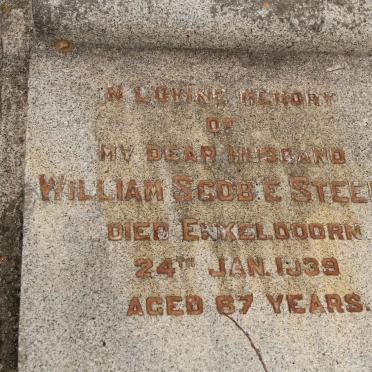 IN LOVING MEMORY
OF
MY DEAR HUSBAND
WILLIAM SCOBIE STEE
DIED ENKELDOORN
24TH JAN. 1939
AGED 67 YEARS.